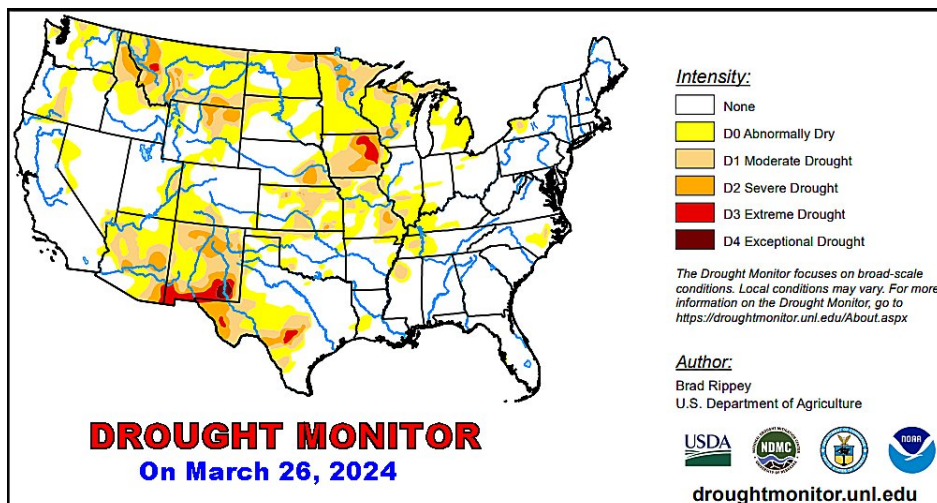 Intensity:
None
D0 Abnormally Dry
D1 Moderate Drought
D2 Severe Drought
D3 Extreme Drought
D4 Exceptional Drought
The Drought Monitor focuses on broad-scale
conditions. Local conditions may vary. For more
information on the Drought Monitor, go to
https://droughtmonitor.unl.edu/About.aspx
Author:
Brad Rippey
U.S. Department of Agriculture
DROUGHT MONITOR
On March 26, 2024
USDA
NDMC
NOAA
droughtmonitor.unl.edu